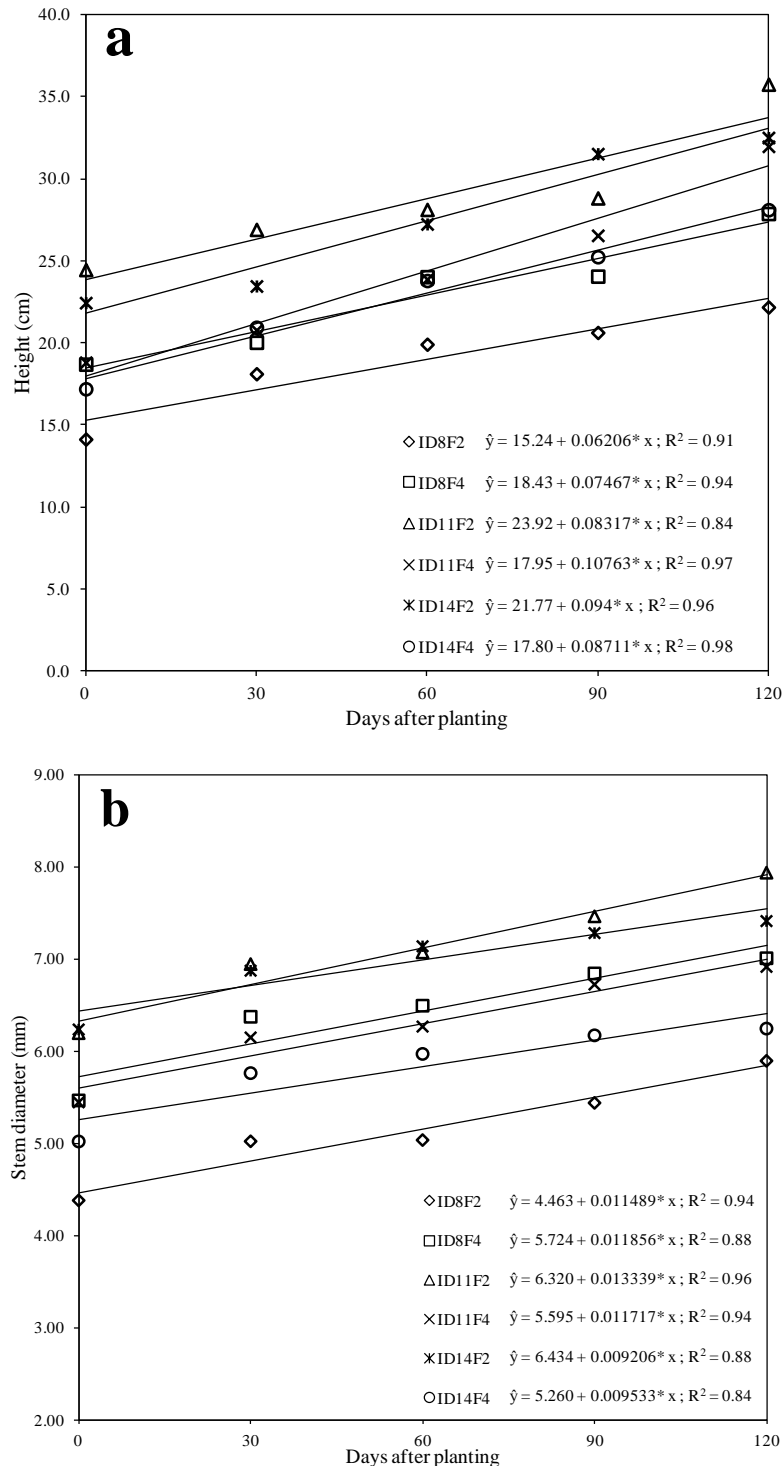 a
40.0
35.0
30.0
25.0
20.0
15.0
10.0
5.0
0.0
Height (cm)
ID8F2 ŷ = 15.24 + 0.06206* x ; R² = 0.91
ID8F4 ŷ = 18.43 + 0.07467* x ; R² = 0.94
ID11F2 ŷ = 23.92 + 0.08317* x ; R² = 0.84
ID11F4 ŷ = 17.95 + 0.10763* x ; R² = 0.97
ID14F2 ŷ = 21.77 + 0.094* x ; R² = 0.96
ID14F4 ŷ = 17.80 + 0.08711* x ; R² = 0.98
0 30 60 90 120
Days after planting
b
9.00
8.00
7.00
6.00
5.00
4.00
3.00
2.00
Stem diameter (mm)
ID8F2 ŷ = 4.463 + 0.011489* x ; R² = 0.94
ID8F4 ŷ = 5.724 + 0.011856* x ; R² = 0.88
ID11F2 ŷ = 6.320 + 0.013339* x ; R² = 0.96
ID11F4 ŷ = 5.595 + 0.011717* x ; R² = 0.94
ID14F2 ŷ = 6.434 + 0.009206* x ; R² = 0.88
ID14F4 ŷ = 5.260 + 0.009533* x ; R² = 0.84
0 30 60 90 120
Days after planting